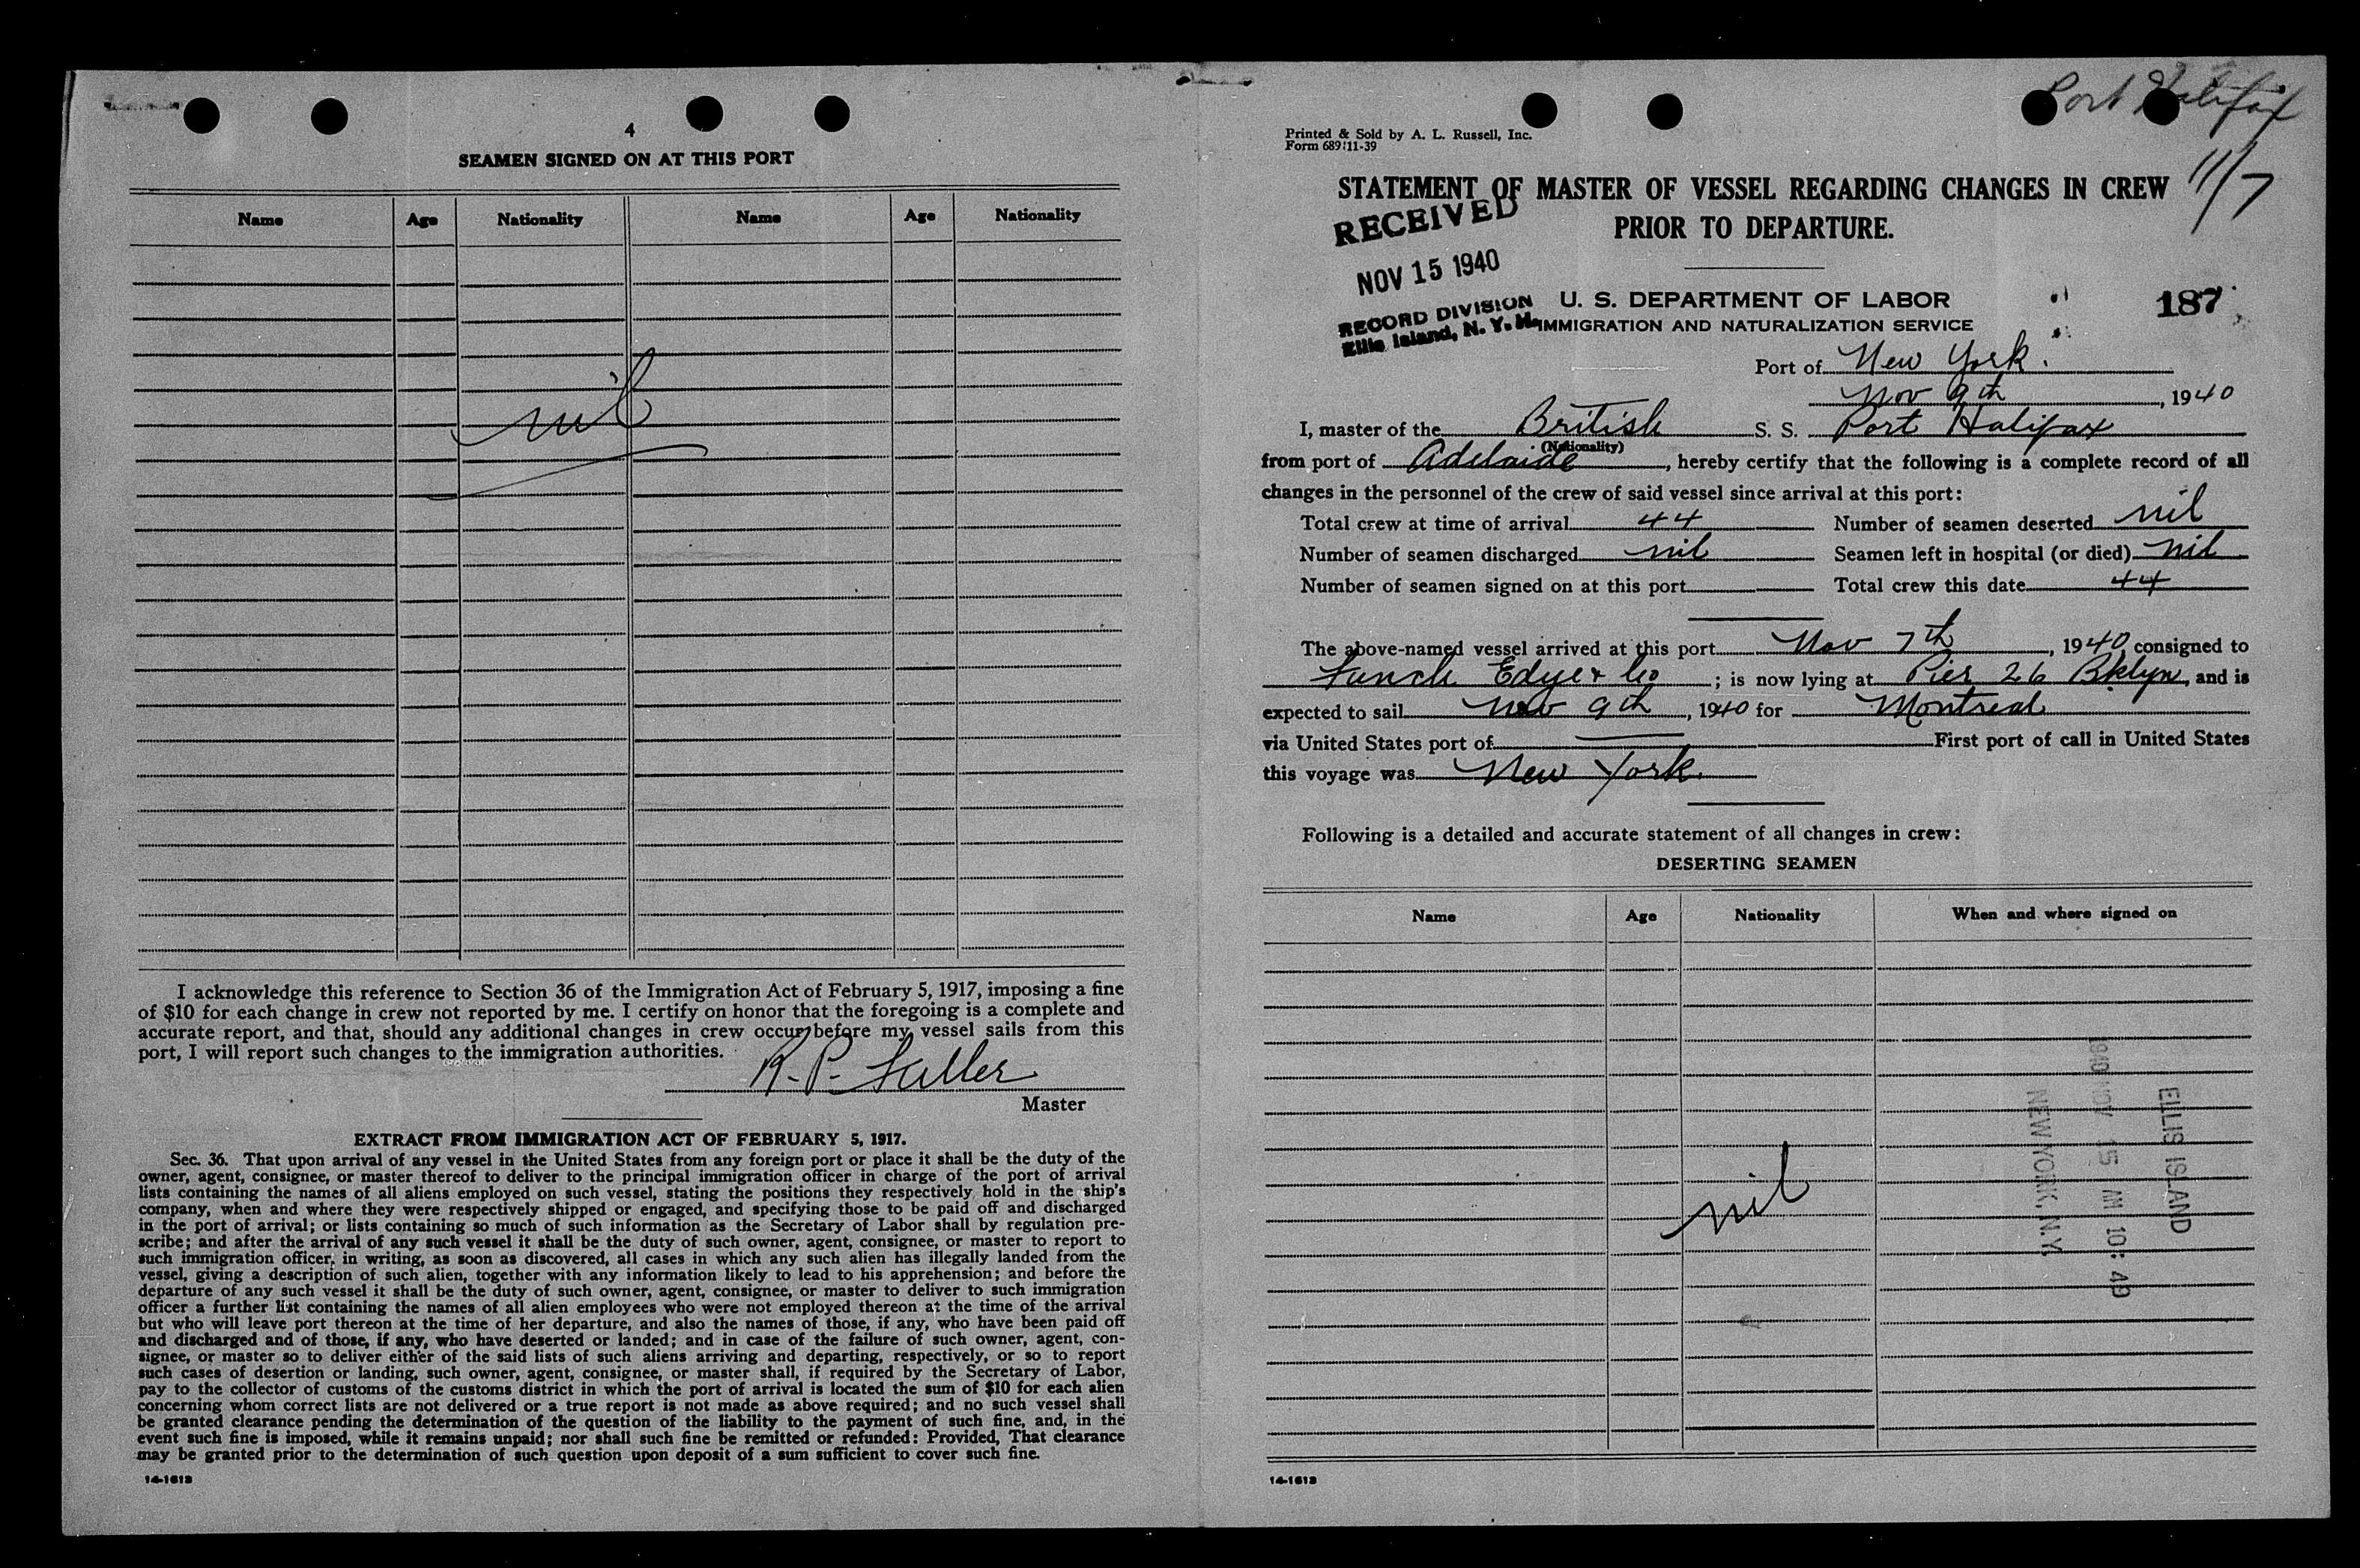 4
SEAMEN SIGNED ON AT THIS PORT
Name Age Nationality Name Age Nationality
nil
I acknowledge this reference to Section 36 of the Immigration Act of February 5, 1917, imposing a fine
of $10 for each change in crew not reported by me. I certify on honor that the foregoing is a complete and
accurate report, and that, should any additional changes in crew occur before my vessel sails from this
port, I will report such changes to the immigration authorities.
R. P. Fuller
Master
EXTRACT FROM IMMIGRATION ACT OF FEBRUARY 5, 1917.
Sec. 36. That upon arrival of any vessel in the United States from any foreign port or place it shall be the duty of the
owner, agent, consignee, or master thereof to deliver to the principal immigration officer in charge of the port of arrival
lists containing the names of all aliens employed on such vessel, stating the positions they respectively hold in the ship's
company, when and where they were respectively shipped or engaged, and specifying those to be paid off and discharged
in the port of arrival; or lists containing so much of such information as the Secretary of Labor shall by regulation pre-
scribe; and after the arrival of any such vessel it shall be the duty of such owner, agent, consignee, or master to report to
such immigration officer, in writing, as soon as discovered, all cases in which any such alien has illegally landed from the
vessel, giving a description of such alien, together with any information likely to lead to his apprehension; and before the
departure of any such vessel it shall be the duty of such owner, agent, consignee, or master to deliver to such immigration
officer a further list containing the names of all alien employees who were not employed thereon at the time of the arrival
but who will leave port thereon at the time of her departure, and also the names of those, if any, who have been paid off
and discharged and of those, if any, who have deserted or landed; and in case of the failure of such owner, agent, con-
signee, or master so to deliver either of the said lists of such aliens arriving and departing, respectively, or so to report
such cases of desertion or landing, such owner, agent, consignee, or master shall, if required by the Secretary of Labor,
pay to the collector of customs of the customs district in which the port of arrival is located the sum of $10 for each alien
concerning whom correct lists are not delivered or a true report is not made as above required; and no such vessel shall
be granted clearance pending the determination of the question of the liability to the payment of such fine, and, in the
event such fine is imposed, while it remains unpaid; nor shall such fine be remitted or refunded: Provided, That clearance
may be granted prior to the determination of such question upon deposit of a sum sufficient to cover such fine.
14-1613
Port Halifax
11/7
Printed & Sold by A. L. Russell, Inc.
Form 689 11-39
STATEMENT OF MASTER OF VESSEL REGARDING CHANGES IN CREW
PRIOR TO DEPARTURE.
RECEIVED
NOV 15 1940
RECORD DIVISION
Ellis Island, N. Y. H.
U. S. DEPARTMENT OF LABOR
IMMIGRATION AND NATURALIZATION SERVICE
187
Port of New York.
Nov 9th, 1940
I, master of the British S. S. Port Halifax
(Nationality)
from port of Adelaide, hereby certify that the following is a complete record of all
changes in the personnel of the crew of said vessel since arrival at this port:
Total crew at time of arrival 44 Number of seamen deserted nil
Number of seamen discharged nil Seamen left in hospital (or died) nil
Number of seamen signed on at this port Total crew this date 44
The above-named vessel arrived at this port Nov 7th, 1940, consigned to
Funch Edye & Co; is now lying at Pier 26 Bklyn, and is
expected to sail Nov 9th, 1940 for Montreal
via United States port of First port of call in United States
this voyage was New York.
Following is a detailed and accurate statement of all changes in crew:
DESERTING SEAMEN
Name Age Nationality When and where signed on
nil
ELLIS ISLAND
1940 NOV 15 AM 10:49
NEW YORK, N.Y.
14-1613